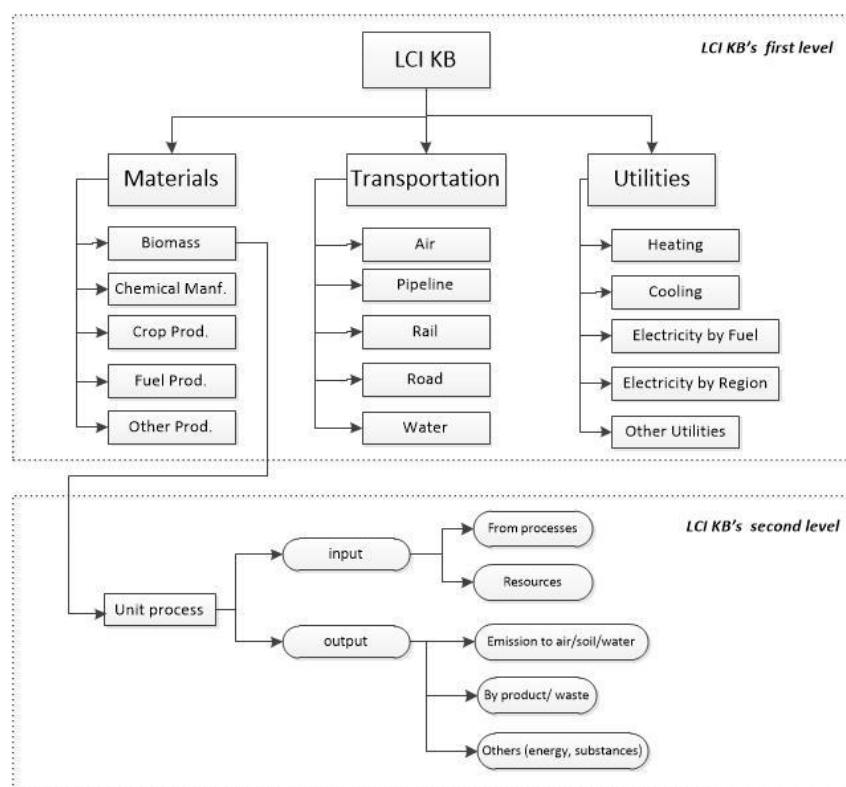 LCI KB's first level
LCI KB
Materials
Transportation
Utilities
Biomass
Chemical Manf.
Crop Prod.
Fuel Prod.
Other Prod.
Air
Pipeline
Rail
Road
Water
Heating
Cooling
Electricity by Fuel
Electricity by Region
Other Utilities
LCI KB's second level
Unit process
input
output
From processes
Resources
Emission to air/soil/water
By product/ waste
Others (energy, substances)